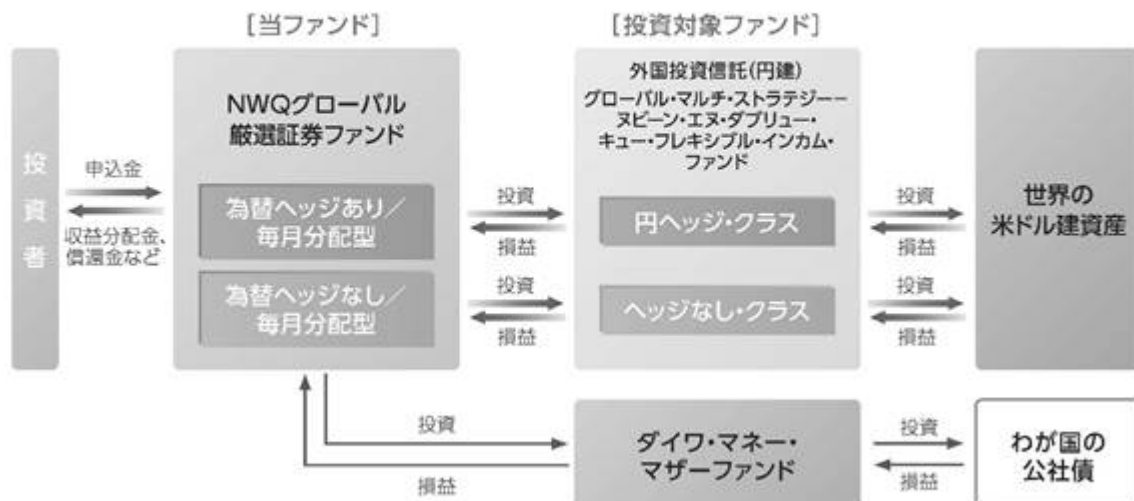 [当ファンド]
[投資対象ファンド]
投資者
申込金
収益分配金、
償還金など
NWQグローバル
厳選証券ファンド
為替ヘッジあり／
毎月分配型
為替ヘッジなし／
毎月分配型
投資
損益
投資
損益
外国投資信託(円建)
グローバル・マルチ・ストラテジー－
ヌビーン・エヌ・ダブリュー・
キュー・フレキシブル・インカム・
ファンド
円ヘッジ・クラス
ヘッジなし・クラス
投資
損益
投資
損益
世界の
米ドル建資産
投資
損益
ダイワ・マネー・
マザーファンド
投資
損益
わが国の
公社債